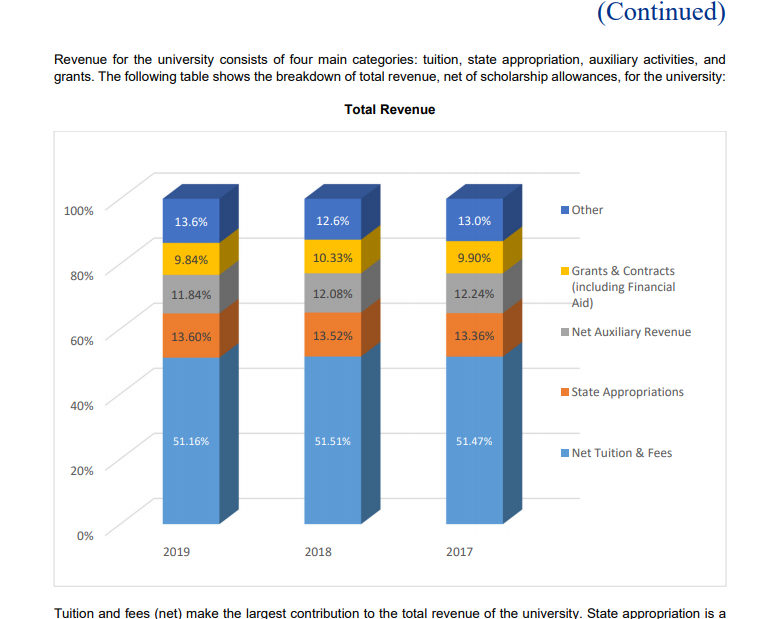 (Continued)
Revenue for the university consists of four main categories: tuition, state appropriation, auxiliary activities, and
grants. The following table shows the breakdown of total revenue, net of scholarship allowances, for the university:
Total Revenue
100%
80%
60%
40%
20%
0%
13.6%
9.84%
11.84%
13.60%
51.16%
2019
12.6%
10.33%
12.08%
13.52%
51.51%
2018
13.0%
9.90%
12.24%
13.36%
51.47%
2017
Other
Grants & Contracts
(including Financial
Aid)
Net Auxiliary Revenue
State Appropriations
Net Tuition & Fees
Tuition and fees (net) make the largest contribution to the total revenue of the university. State appropriation is a